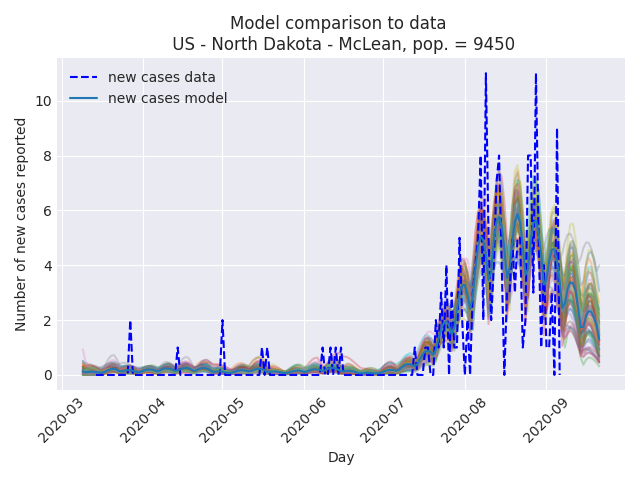 Model comparison to data
US - North Dakota - McLean, pop. = 9450
new cases data
new cases model
Number of new cases reported
10
8
6
4
2
0
2020-03
2020-04
2020-05
2020-06
2020-07
2020-08
2020-09
Day